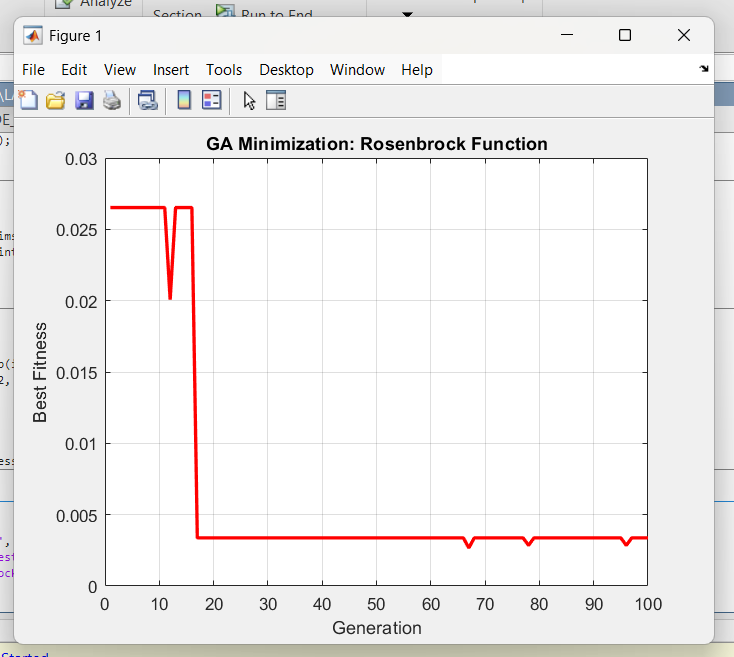 Analyze
Section
Run to End
Figure 1
File Edit View Insert Tools Desktop Window Help
GA Minimization: Rosenbrock Function
0.03
0.025
0.02
0.015
0.01
0.005
0
0 10 20 30 40 50 60 70 80 90 100
Best Fitness
Generation
Started